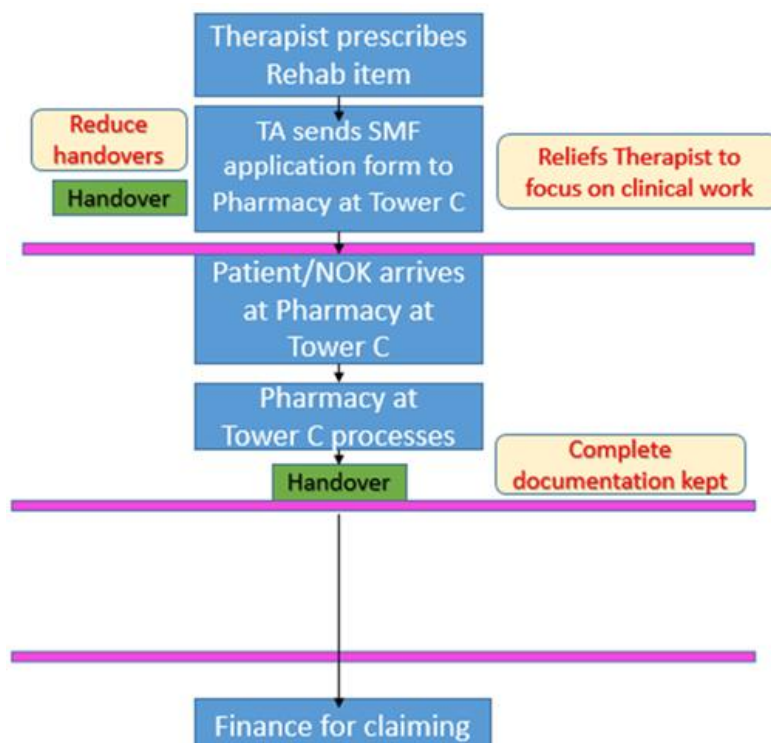 Therapist prescribes
Rehab item
Reduce
handovers
Handover
TA sends SMF
application form to
Pharmacy at Tower C
Reliefs Therapist to
focus on clinical work
Patient/NOK arrives
at Pharmacy at
Tower C
Pharmacy at
Tower C processes
Handover
Complete
documentation kept
Finance for claiming